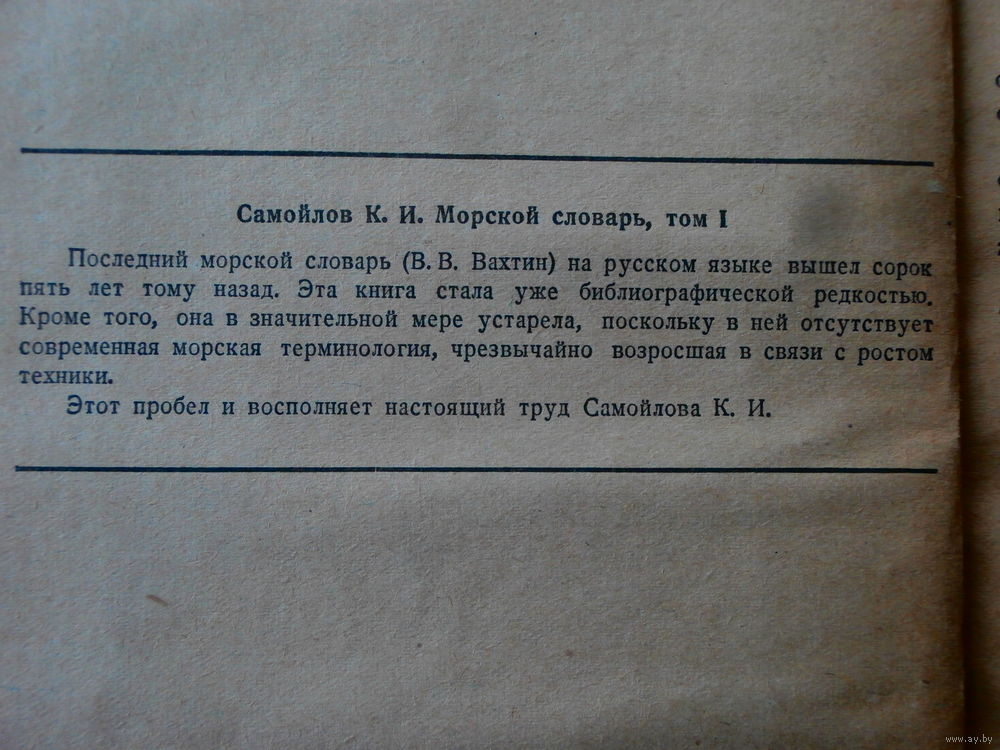 Самойлов К. И. Морской словарь, том I
Последний морской словарь (В. В. Вахтин) на русском языке вышел сорок
пять лет тому назад. Эта книга стала уже библиографической редкостью.
Кроме того, она в значительной мере устарела, поскольку в ней отсутствует
современная морская терминология, чрезвычайно возросшая в связи с ростом
техники.
Этот пробел и восполняет настоящий труд Самойлова К. И.
www.ay.by